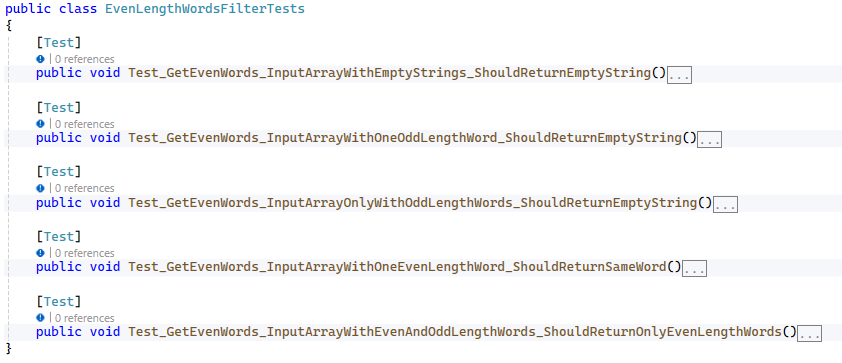 public class EvenLengthWordsFilterTests
{
[Test]
| 0 references
public void Test_GetEvenWords_InputArrayWithEmptyStrings_ShouldReturnEmptyString()...
[Test]
| 0 references
public void Test_GetEvenWords_InputArrayWithOneOddLengthWord_ShouldReturnEmptyString()...
[Test]
| 0 references
public void Test_GetEvenWords_InputArrayOnlyWithOddLengthWords_ShouldReturnEmptyString()...
[Test]
| 0 references
public void Test_GetEvenWords_InputArrayWithOneEvenLengthWord_ShouldReturnSameWord()...
[Test]
| 0 references
public void Test_GetEvenWords_InputArrayWithEvenAndOddLengthWords_ShouldReturnOnlyEvenLengthWords()...
}